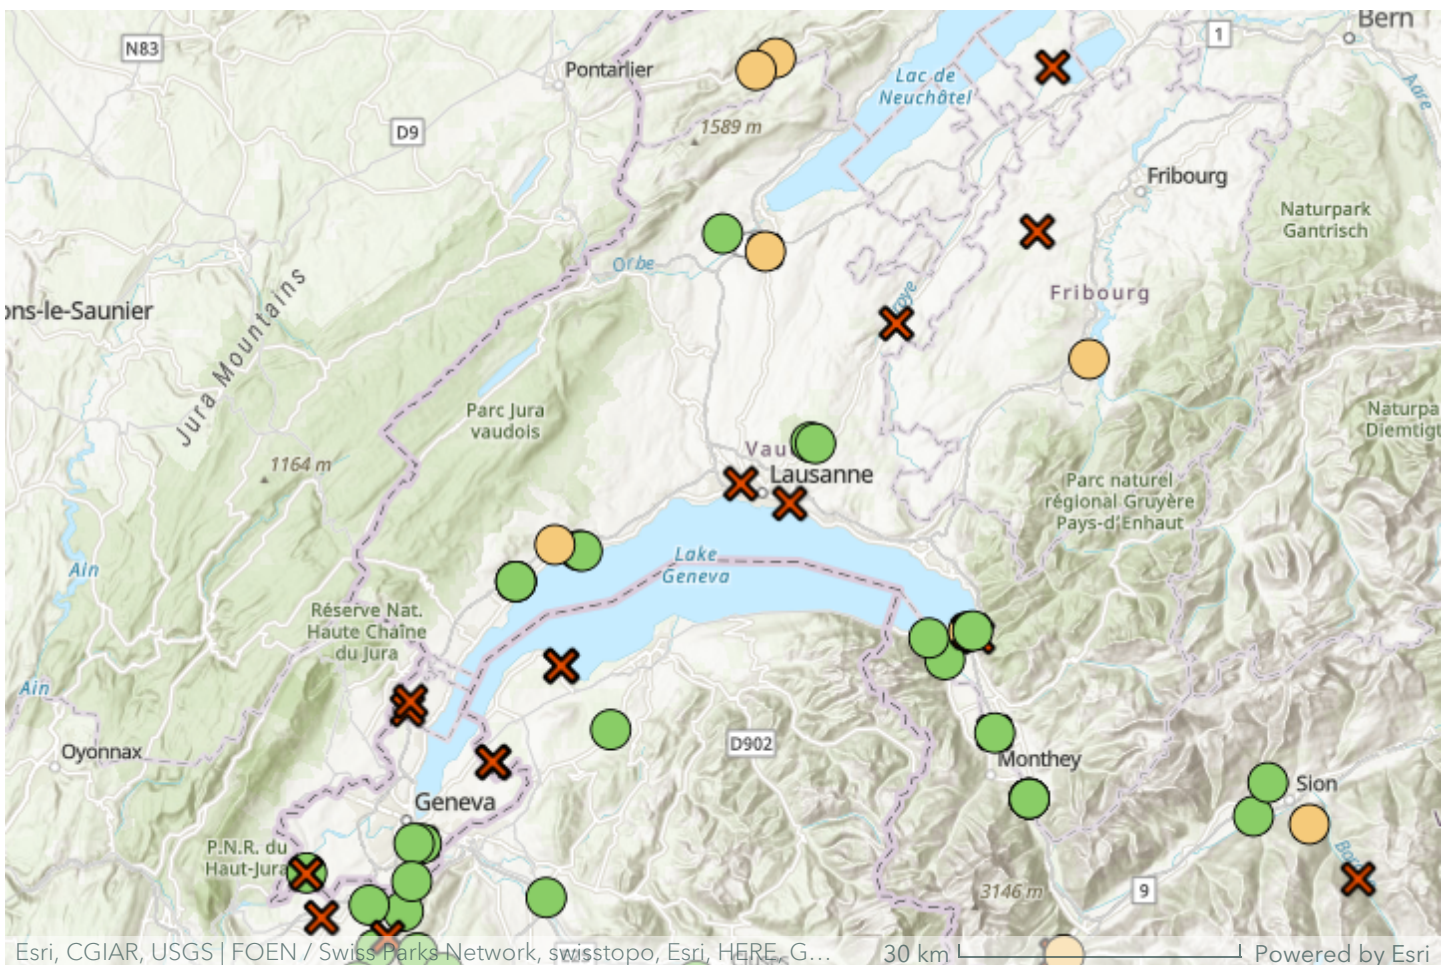 Bern
N83
1
Pontarlier
Lac de
Neuchâtel
Aare
D9
1589 m
Fribourg
Naturpark
Gantrisch
Orbe
ons-le-Saunier
Jura Mountains
Fribourg
Parc Jura
vaudois
Naturpa
Diemtigt
Vau
Lausanne
1164 m
Parc naturel
régional Gruyère
Pays-d'Enhaut
Lake
Geneva
Ain
Réserve Nat.
Haute Chaîne
du Jura
Ain
Oyonnax
D902
Monthey
Geneva
Sion
P.N.R. du
Haut-Jura
3146 m
9
Esri, CGIAR, USGS | FOEN / Swiss Parks Network, swisstopo, Esri, HERE, G...
30 km
Powered by Esri